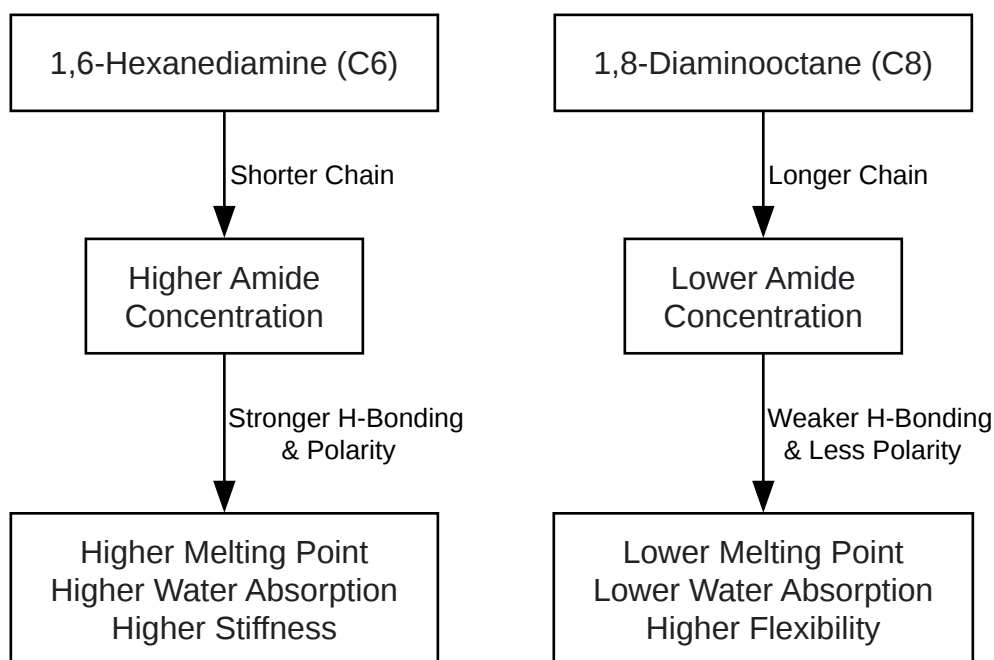 1,6-Hexanediamine (C6)
Shorter Chain
Higher Amide
Concentration
Stronger H-Bonding
& Polarity
Higher Melting Point
Higher Water Absorption
Higher Stiffness
1,8-Diaminooctane (C8)
Longer Chain
Lower Amide
Concentration
Weaker H-Bonding
& Less Polarity
Lower Melting Point
Lower Water Absorption
Higher Flexibility